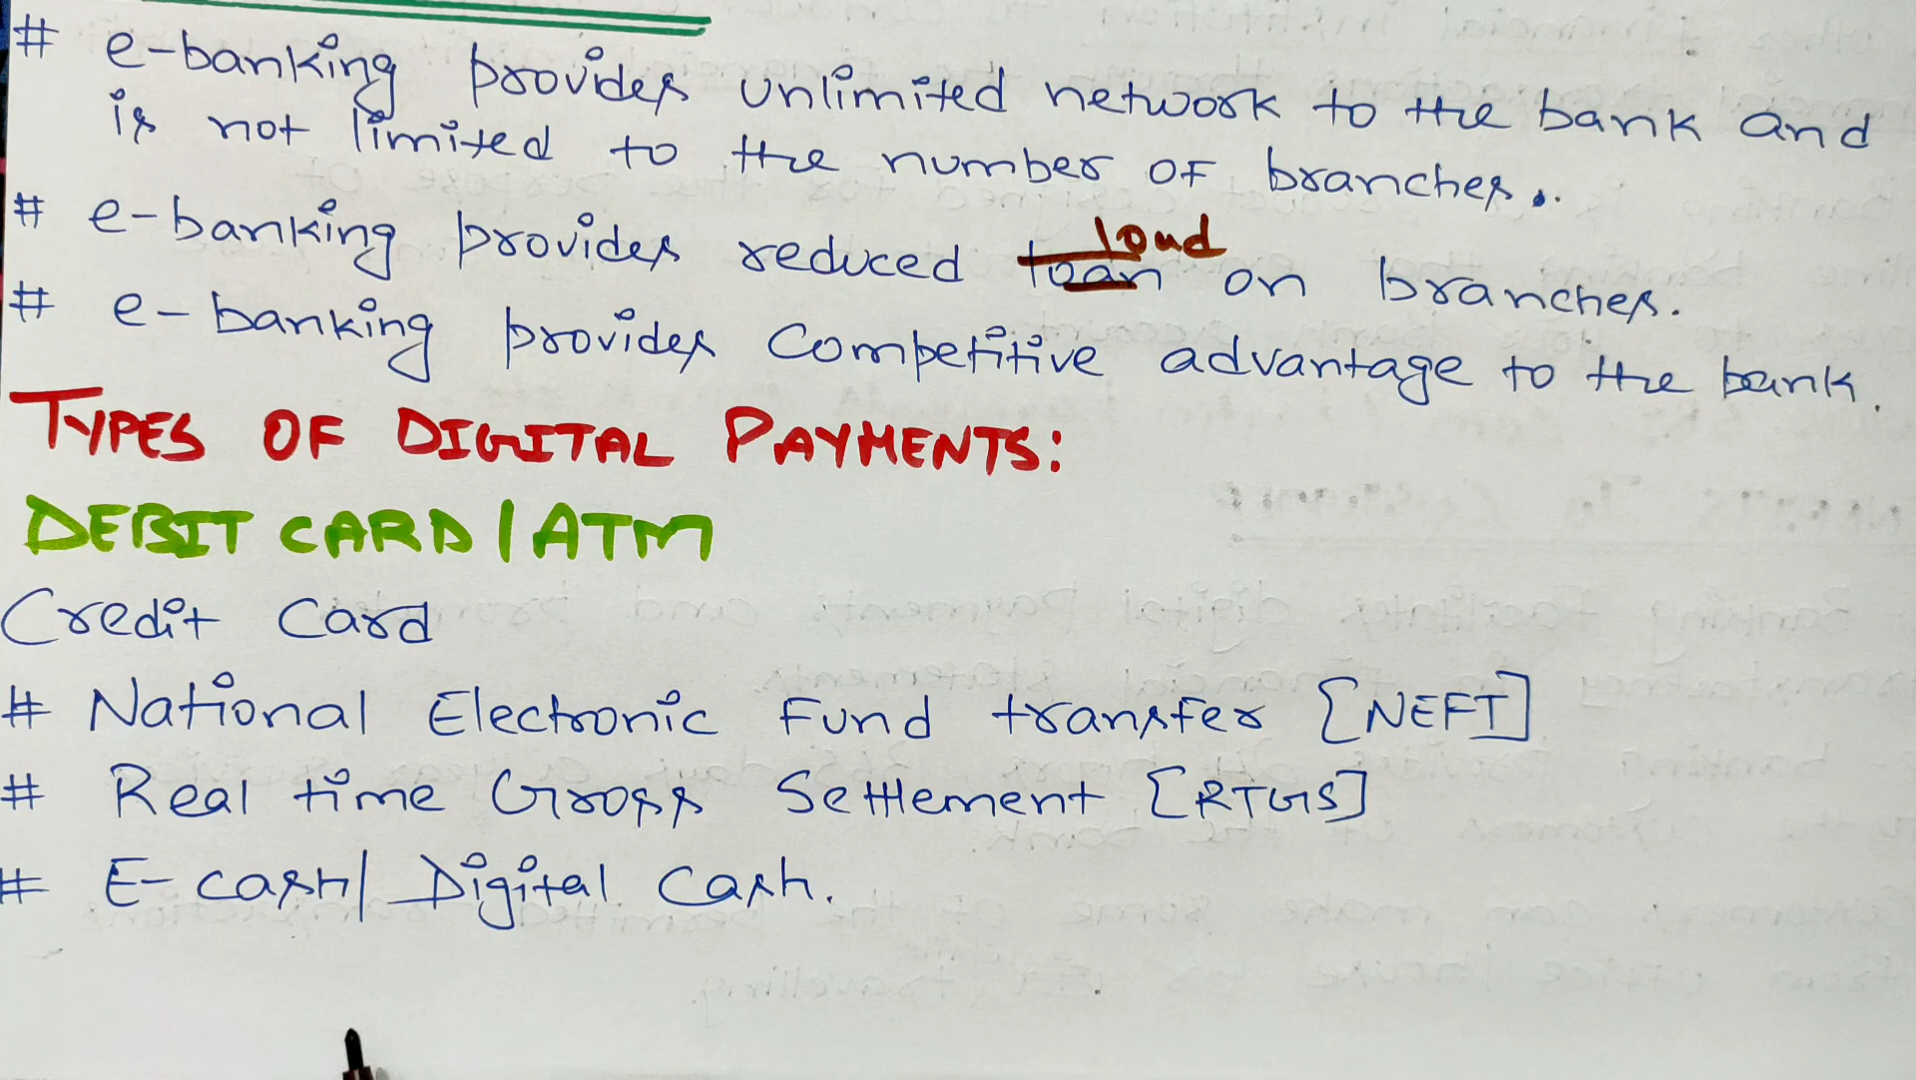 # e-banking provides unlimited network to the bank and
is not limited to the number of branches.
# e-banking provides reduced loan loud on branches.
# e-banking provides Competitive advantage to the bank.
TYPES OF DIGITAL PAYMENTS:
DEBIT CARD/ATM
Credit Card
# National Electronic Fund transfer [NEFT]
# Real time Gross Settlement [RTGS]
# E-cash/Digital Cash.